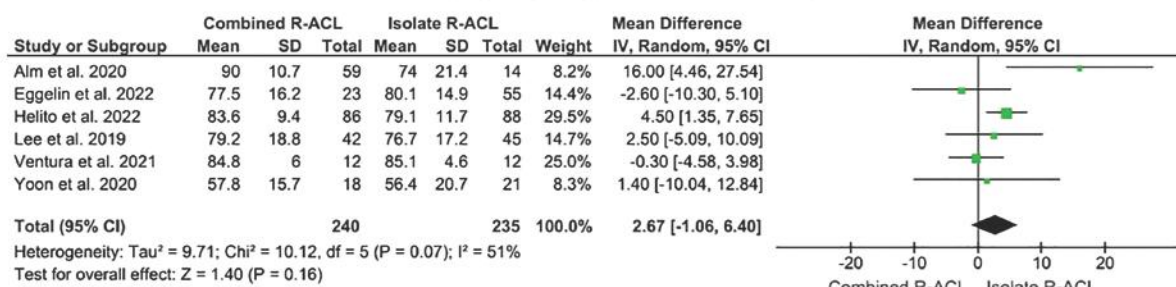 Combined R-ACL Isolate R-ACL Mean Difference Mean Difference
Study or Subgroup Mean SD Total Mean SD Total Weight IV, Random, 95% CI IV, Random, 95% CI
Alm et al. 2020 90 10.7 59 74 21.4 14 8.2% 16.00 [4.46, 27.54]
Eggelin et al. 2022 77.5 16.2 23 80.1 14.9 55 14.4% -2.60 [-10.30, 5.10]
Helito et al. 2022 83.6 9.4 86 79.1 11.7 88 29.5% 4.50 [1.35, 7.65]
Lee et al. 2019 79.2 18.8 42 76.7 17.2 45 14.7% 2.50 [-5.09, 10.09]
Ventura et al. 2021 84.8 6 12 85.1 4.6 12 25.0% -0.30 [-4.58, 3.98]
Yoon et al. 2020 57.8 15.7 18 56.4 20.7 21 8.3% 1.40 [-10.04, 12.84]
Total (95% CI) 240 235 100.0% 2.67 [-1.06, 6.40]
Heterogeneity: Tau² = 9.71; Chi² = 10.12, df = 5 (P = 0.07); I² = 51%
Test for overall effect: Z = 1.40 (P = 0.16)
-20 -10 0 10 20
Combined R-ACL Isolate R-ACL